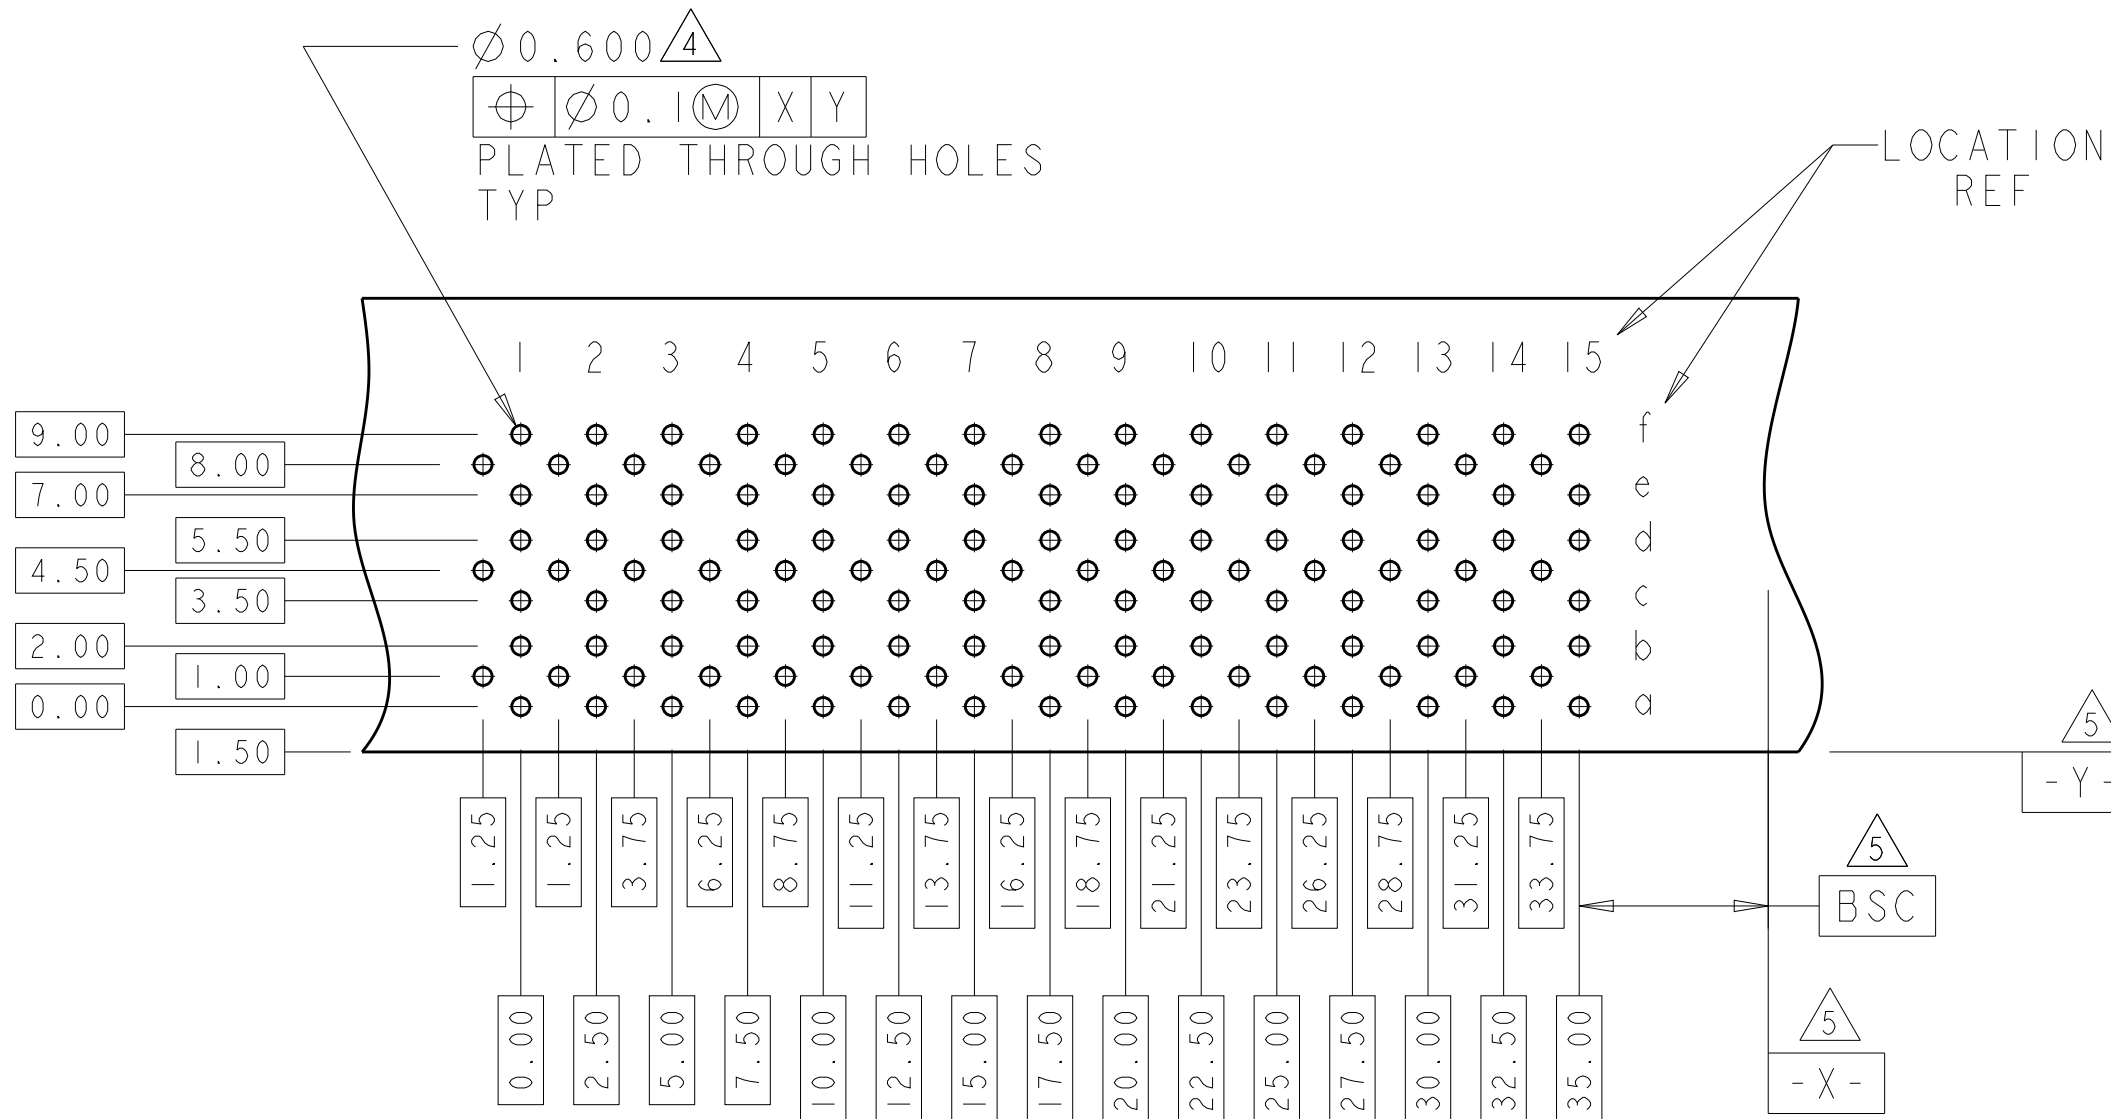 Ø0.600 4
⌖ Ø0.1Ⓜ X Y
PLATED THROUGH HOLES
TYP
LOCATION
REF
1 2 3 4 5 6 7 8 9 10 11 12 13 14 15
9.00
f
8.00
7.00
e
5.50
d
4.50
3.50
c
2.00
b
1.00
0.00
a
1.50
5
-Y-
1.25 1.25 3.75 6.25 8.75 11.25 13.75 16.25 18.75 21.25 23.75 26.25 28.75 31.25 33.75
5
BSC
0.00 2.50 5.00 7.50 10.00 12.50 15.00 17.50 20.00 22.50 25.00 27.50 30.00 32.50 35.00
5
-X-